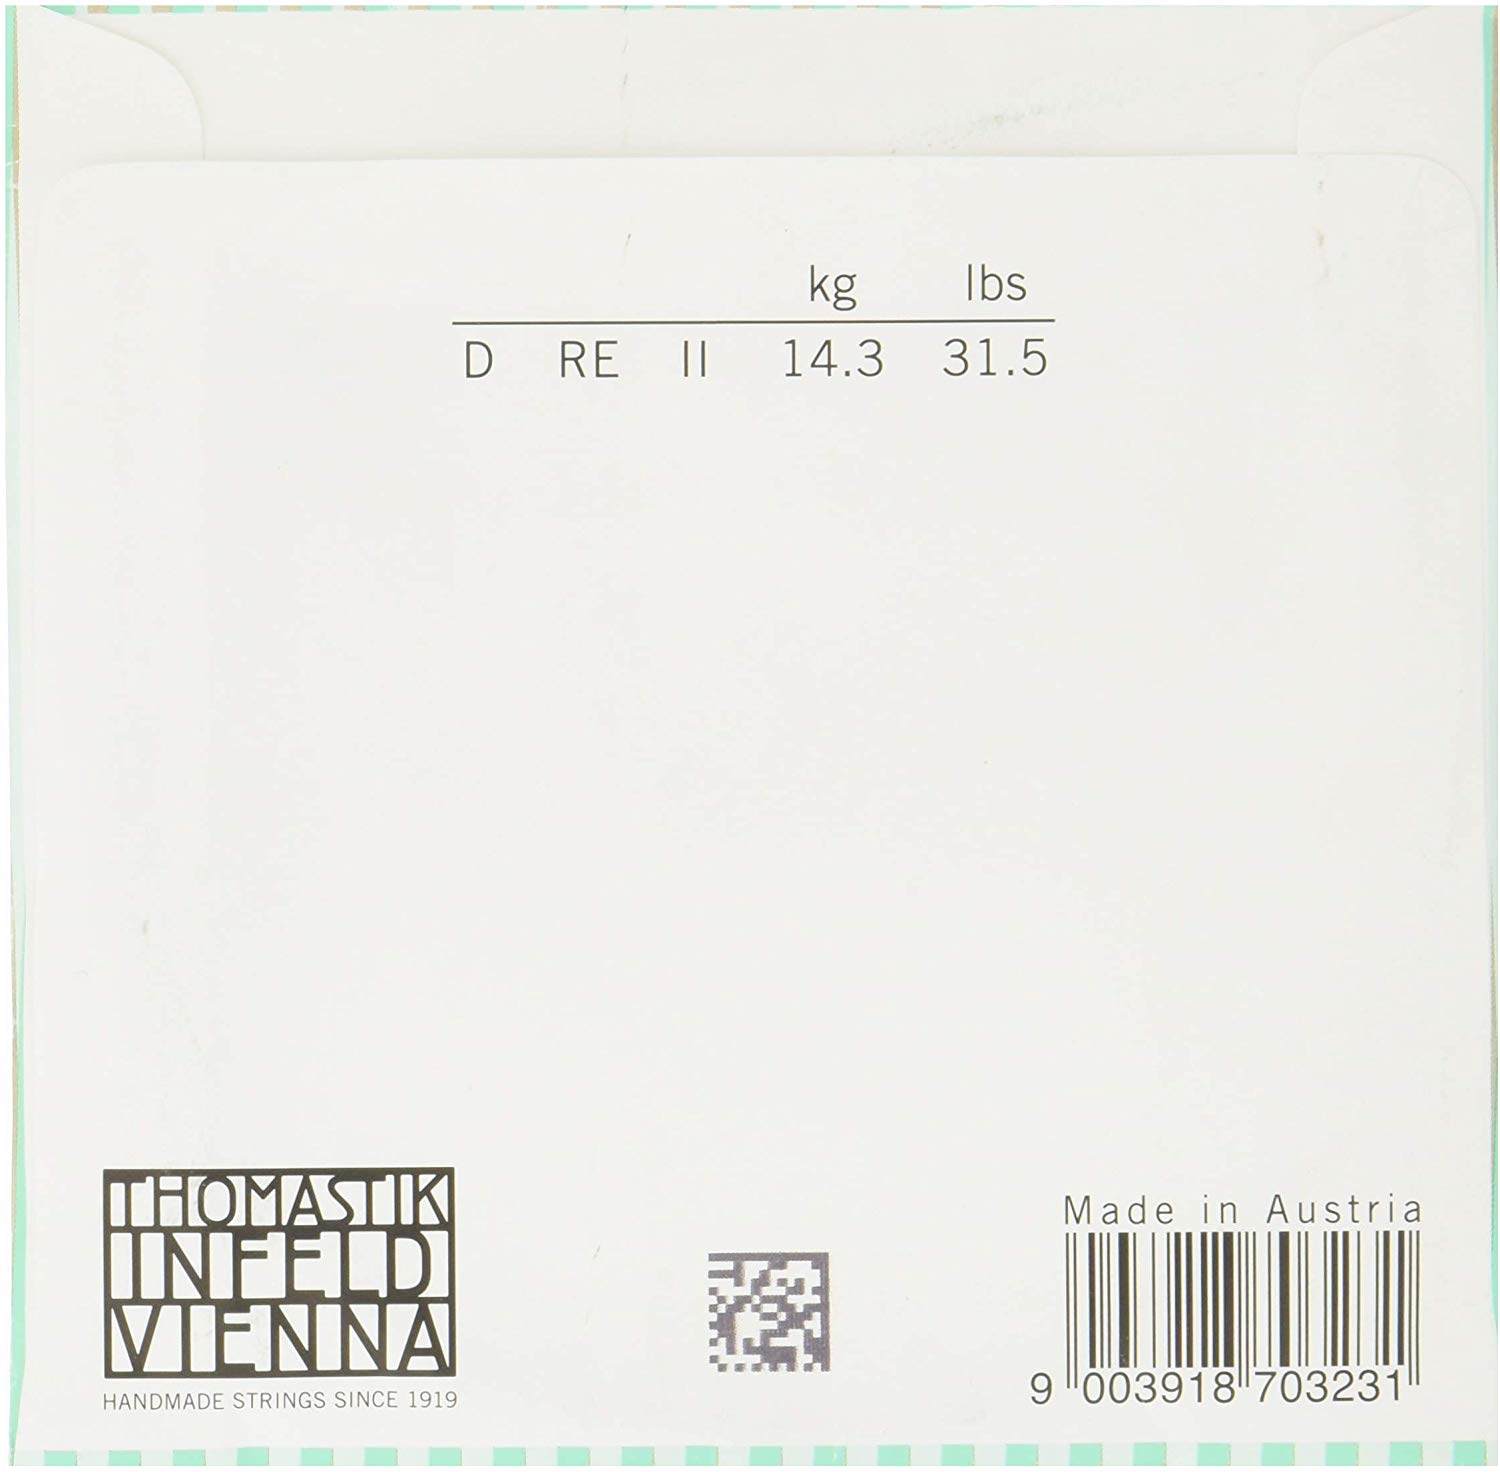 kg lbs
D RE II 14.3 31.5
THOMASTIK
INFELD
VIENNA
HANDMADE STRINGS SINCE 1919
Made in Austria
9 003918 703231